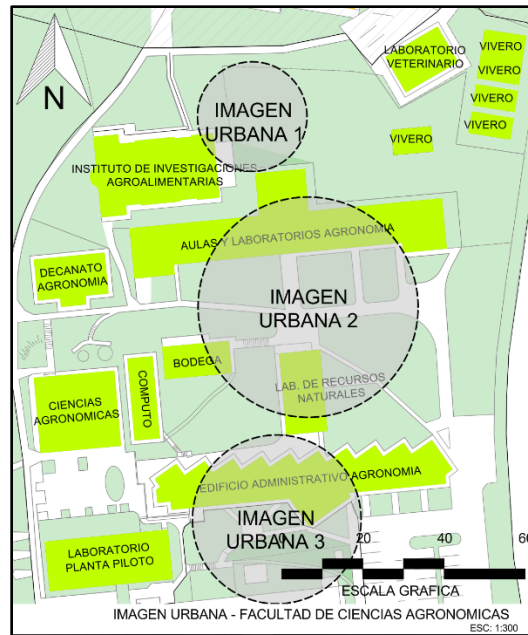 LABORATORIO
VETERINARIO
VIVERO
VIVERO
VIVERO
VIVERO
VIVERO
N
IMAGEN
URBANA 1
INSTITUTO DE INVESTIGACIONES
AGROALIMENTARIAS
AULAS Y LABORATORIOS AGRONOMIA
DECANATO
AGRONOMIA
IMAGEN
URBANA 2
BODEGA
COMPUTO
CIENCIAS
AGRONOMICAS
LAB. DE RECURSOS
NATURALES
EDIFICIO ADMINISTRATIVO AGRONOMIA
IMAGEN
URBANA 3
LABORATORIO
PLANTA PILOTO
0 20 40 60
ESCALA GRAFICA
IMAGEN URBANA - FACULTAD DE CIENCIAS AGRONOMICAS
ESC: 1:300